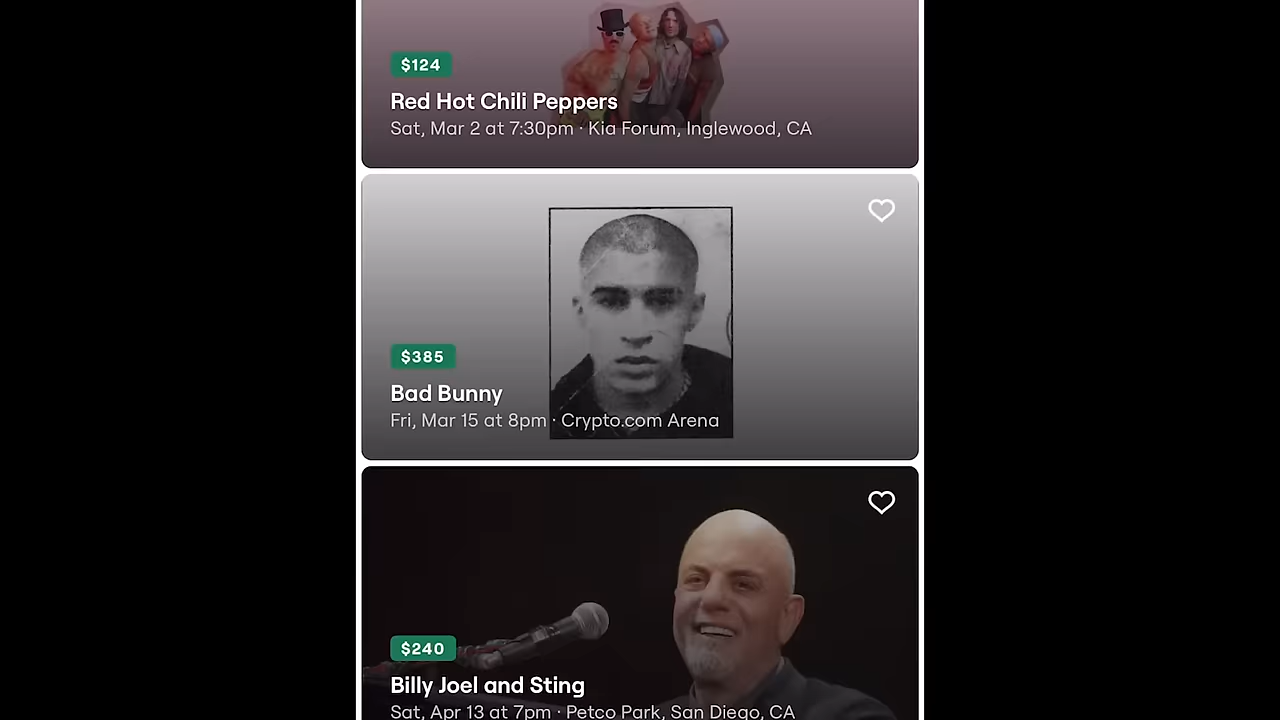 $124
Red Hot Chili Peppers
Sat, Mar 2 at 7:30pm · Kia Forum, Inglewood, CA
$385
Bad Bunny
Fri, Mar 15 at 8pm · Crypto.com Arena
$240
Billy Joel and Sting
Sat, Apr 13 at 7pm · Petco Park, San Diego, CA